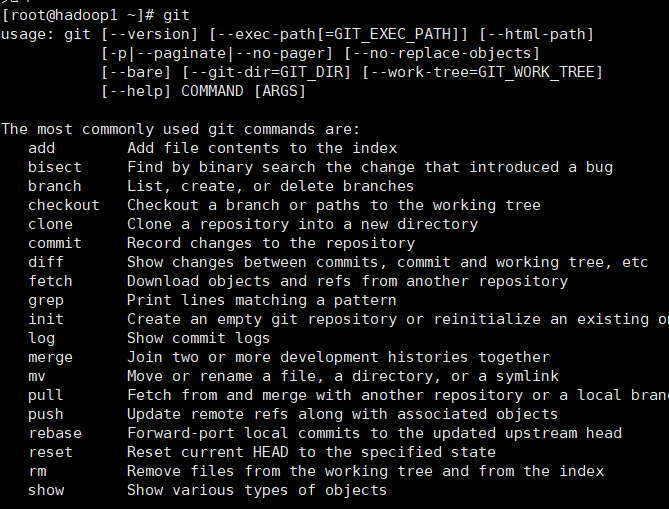 [root@hadoop1 ~]# git
usage: git [--version] [--exec-path[=GIT_EXEC_PATH]] [--html-path]
           [-p|--paginate|--no-pager] [--no-replace-objects]
           [--bare] [--git-dir=GIT_DIR] [--work-tree=GIT_WORK_TREE]
           [--help] COMMAND [ARGS]

The most commonly used git commands are:
   add        Add file contents to the index
   bisect     Find by binary search the change that introduced a bug
   branch     List, create, or delete branches
   checkout   Checkout a branch or paths to the working tree
   clone      Clone a repository into a new directory
   commit     Record changes to the repository
   diff       Show changes between commits, commit and working tree, etc
   fetch      Download objects and refs from another repository
   grep       Print lines matching a pattern
   init       Create an empty git repository or reinitialize an existing
   log        Show commit logs
   merge      Join two or more development histories together
   mv         Move or rename a file, a directory, or a symlink
   pull       Fetch from and merge with another repository or a local
   push       Update remote refs along with associated objects
   rebase     Forward-port local commits to the updated upstream head
   reset      Reset current HEAD to the specified state
   rm         Remove files from the working tree and from the index
   show       Show various types of objects